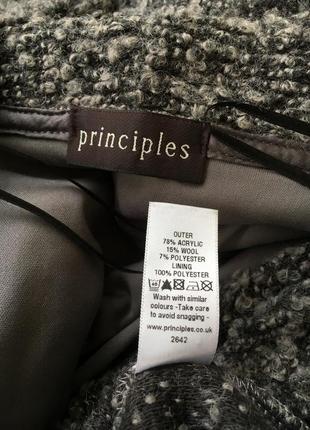 principles
OUTER
78% ACRYLIC
15% WOOL
7% POLYESTER
LINING
100% POLYESTER
Wash with similar
colours -Take care
to avoid snagging -
www.principles.co.uk
2642